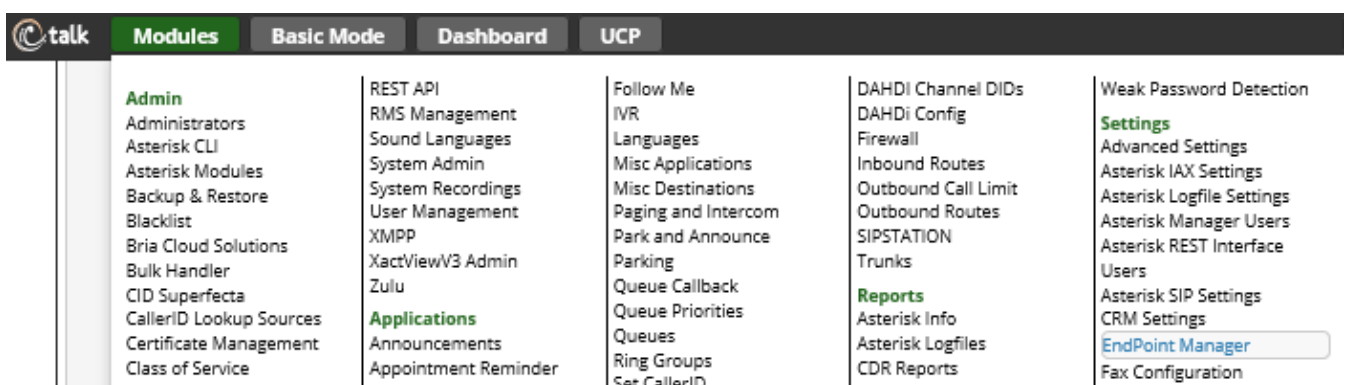 talk
Modules
Basic Mode
Dashboard
UCP
Admin
Administrators
Asterisk CLI
Asterisk Modules
Backup & Restore
Blacklist
Bria Cloud Solutions
Bulk Handler
CID Superfecta
CallerID Lookup Sources
Certificate Management
Class of Service
REST API
RMS Management
Sound Languages
System Admin
System Recordings
User Management
XMPP
XactViewV3 Admin
Zulu
Applications
Announcements
Appointment Reminder
Follow Me
IVR
Languages
Misc Applications
Misc Destinations
Paging and Intercom
Park and Announce
Parking
Queue Callback
Queue Priorities
Queues
Ring Groups
Set CallerID
DAHDI Channel DIDs
DAHDi Config
Firewall
Inbound Routes
Outbound Call Limit
Outbound Routes
SIPSTATION
Trunks
Reports
Asterisk Info
Asterisk Logfiles
CDR Reports
Weak Password Detection
Settings
Advanced Settings
Asterisk IAX Settings
Asterisk Logfile Settings
Asterisk Manager Users
Asterisk REST Interface
Users
Asterisk SIP Settings
CRM Settings
EndPoint Manager
Fax Configuration